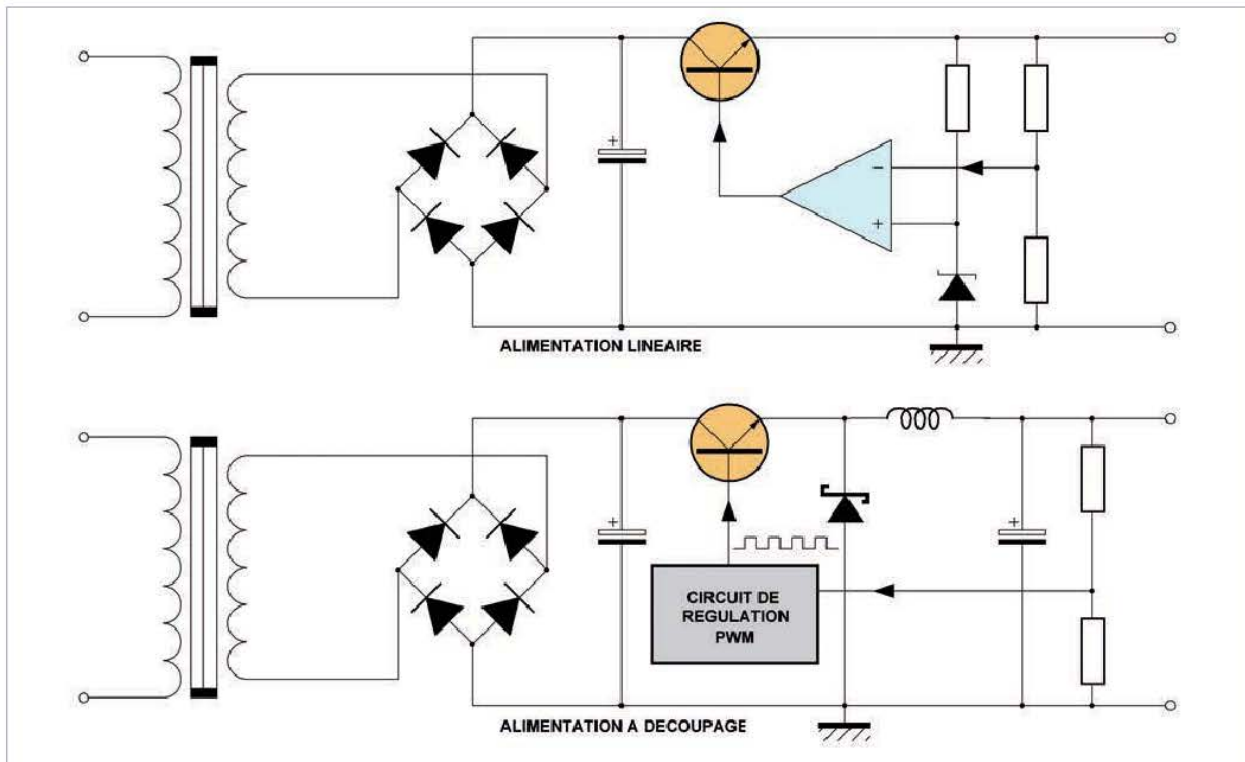 +
−
+
ALIMENTATION LINEAIRE
+
+
CIRCUIT DE
REGULATION
PWM
ALIMENTATION A DECOUPAGE